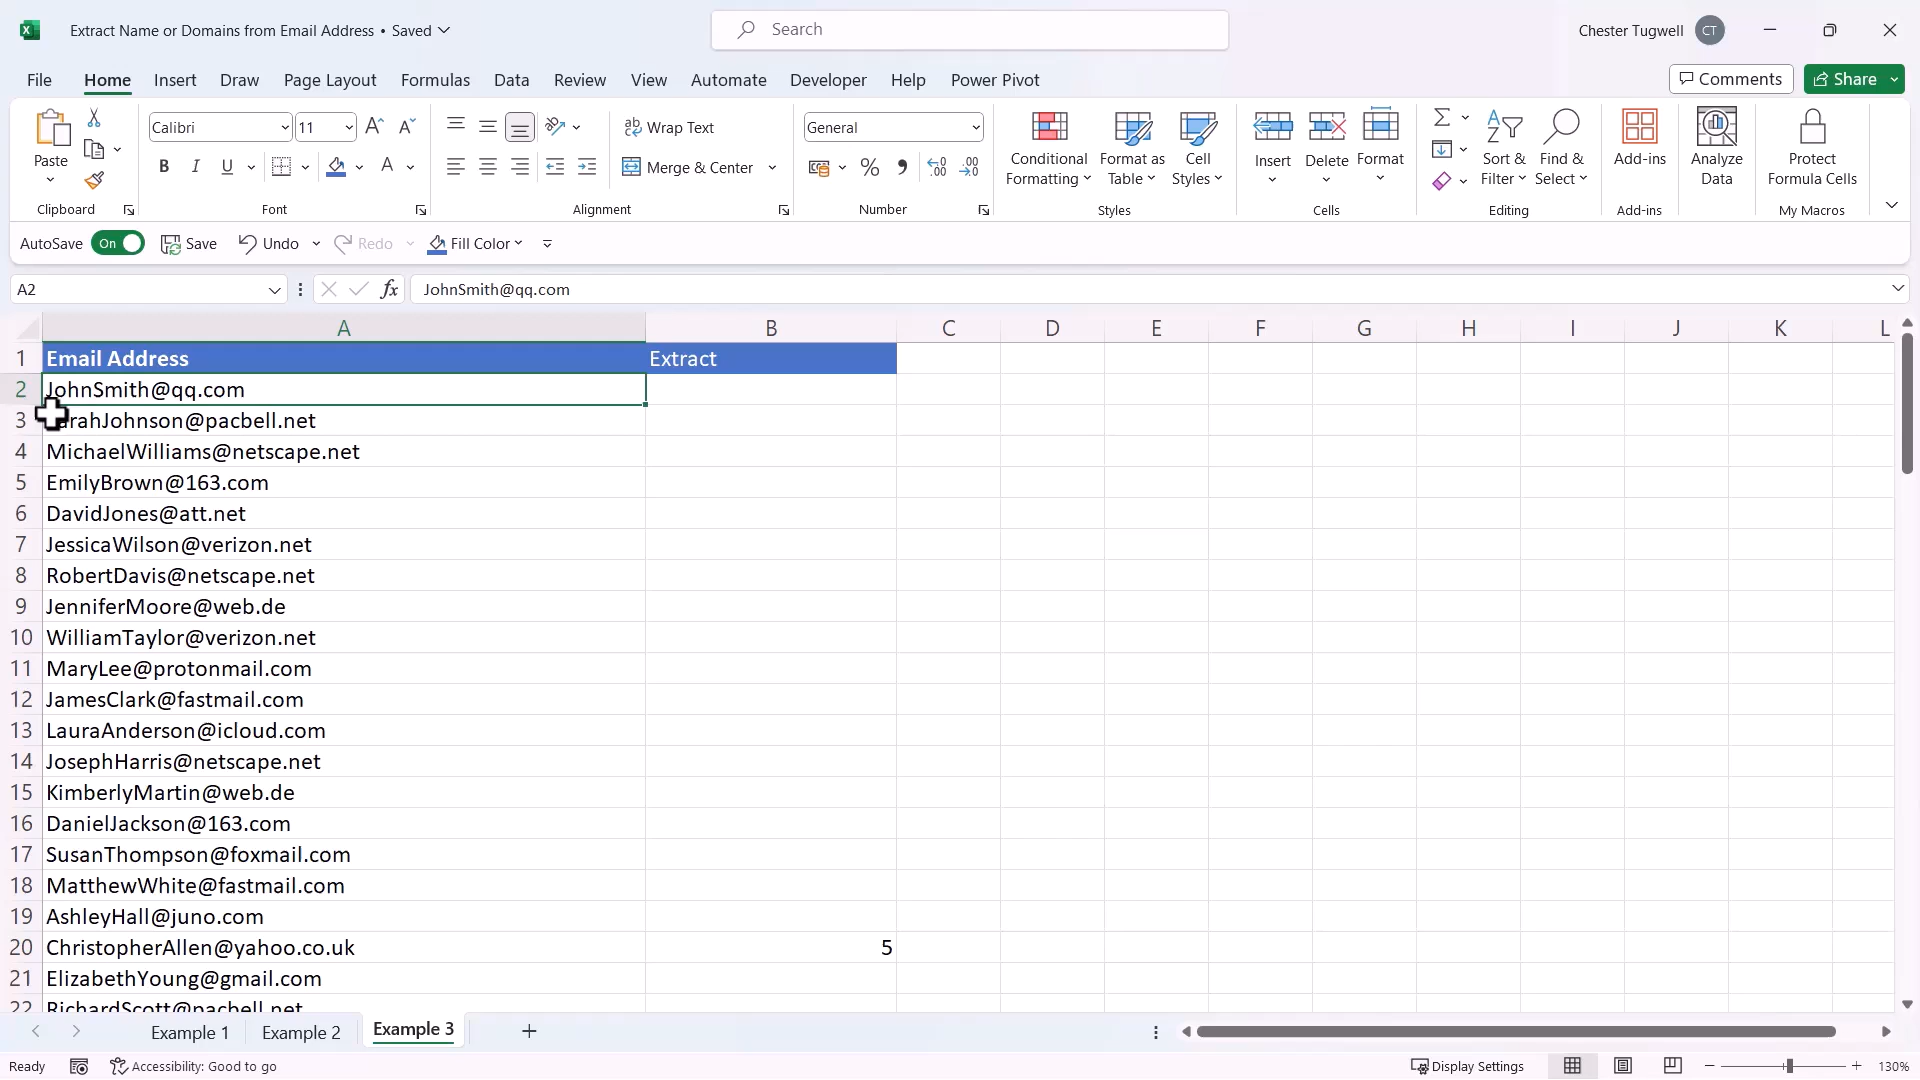 Extract Name or Domains from Email Address • Saved
Search
Chester Tugwell CT
File Home Insert Draw Page Layout Formulas Data Review View Automate Developer Help Power Pivot
Comments Share
Paste
Clipboard
Calibri 11
B I U A
Font
Wrap Text
Merge & Center
Alignment
General
Number
Conditional Formatting
Format as Table
Cell Styles
Styles
Insert Delete Format
Cells
Sort & Filter
Find & Select
Editing
Add-ins
Add-ins
Analyze Data
Protect Formula Cells
My Macros
AutoSave On Save Undo Redo Fill Color
A2 fx JohnSmith@qq.com
A B C D E F G H I J K L
1 Email Address Extract
2 JohnSmith@qq.com
3 arahJohnson@pacbell.net
4 MichaelWilliams@netscape.net
5 EmilyBrown@163.com
6 DavidJones@att.net
7 JessicaWilson@verizon.net
8 RobertDavis@netscape.net
9 JenniferMoore@web.de
10 WilliamTaylor@verizon.net
11 MaryLee@protonmail.com
12 JamesClark@fastmail.com
13 LauraAnderson@icloud.com
14 JosephHarris@netscape.net
15 KimberlyMartin@web.de
16 DanielJackson@163.com
17 SusanThompson@foxmail.com
18 MatthewWhite@fastmail.com
19 AshleyHall@juno.com
20 ChristopherAllen@yahoo.co.uk 5
21 ElizabethYoung@gmail.com
22 RichardScott@pacbell.net
Example 1 Example 2 Example 3
Ready Accessibility: Good to go Display Settings 130%